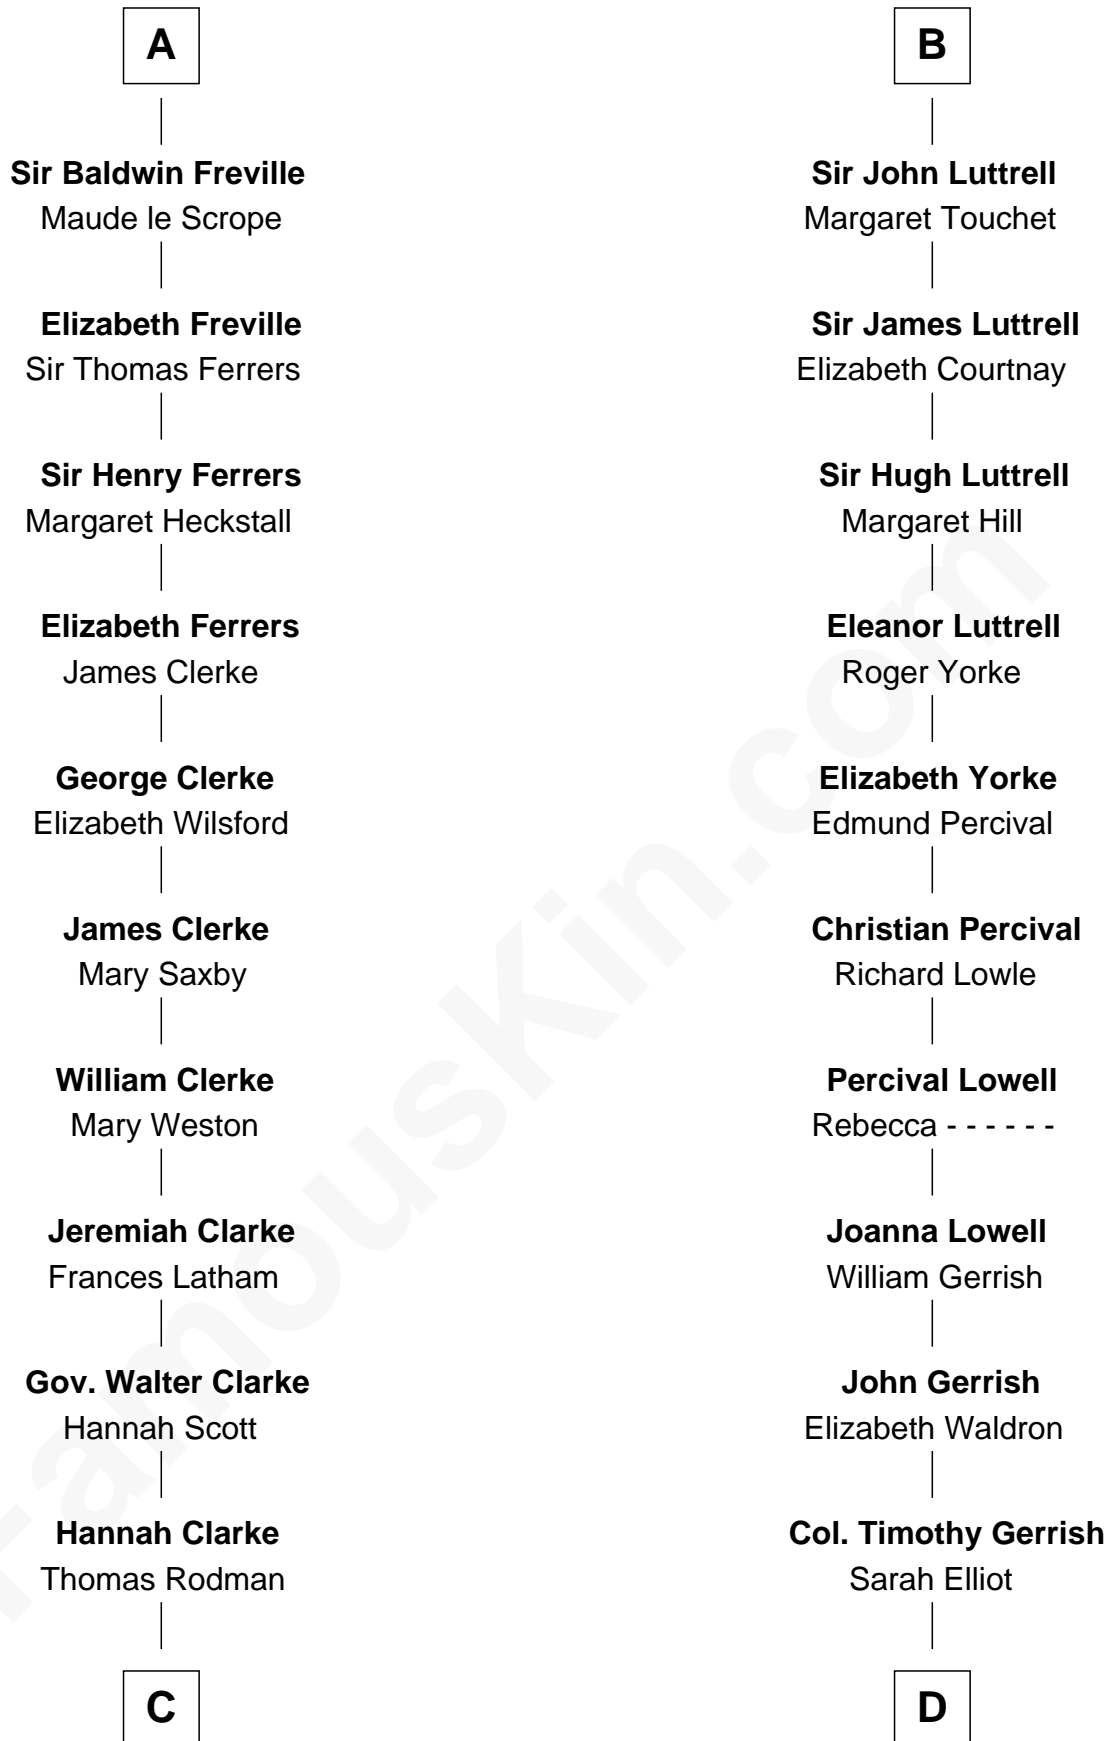 A
Sir Baldwin Freville
Maude le Scrope
Elizabeth Freville
Sir Thomas Ferrers
Sir Henry Ferrers
Margaret Heckstall
Elizabeth Ferrers
James Clerke
George Clerke
Elizabeth Wilsford
James Clerke
Mary Saxby
William Clerke
Mary Weston
Jeremiah Clarke
Frances Latham
Gov. Walter Clarke
Hannah Scott
Hannah Clarke
Thomas Rodman
C
B
Sir John Luttrell
Margaret Touchet
Sir James Luttrell
Elizabeth Courtnay
Sir Hugh Luttrell
Margaret Hill
Eleanor Luttrell
Roger Yorke
Elizabeth Yorke
Edmund Percival
Christian Percival
Richard Lowle
Percival Lowell
Rebecca - - - - - -
Joanna Lowell
William Gerrish
John Gerrish
Elizabeth Waldron
Col. Timothy Gerrish
Sarah Elliot
D
FamousKin.com